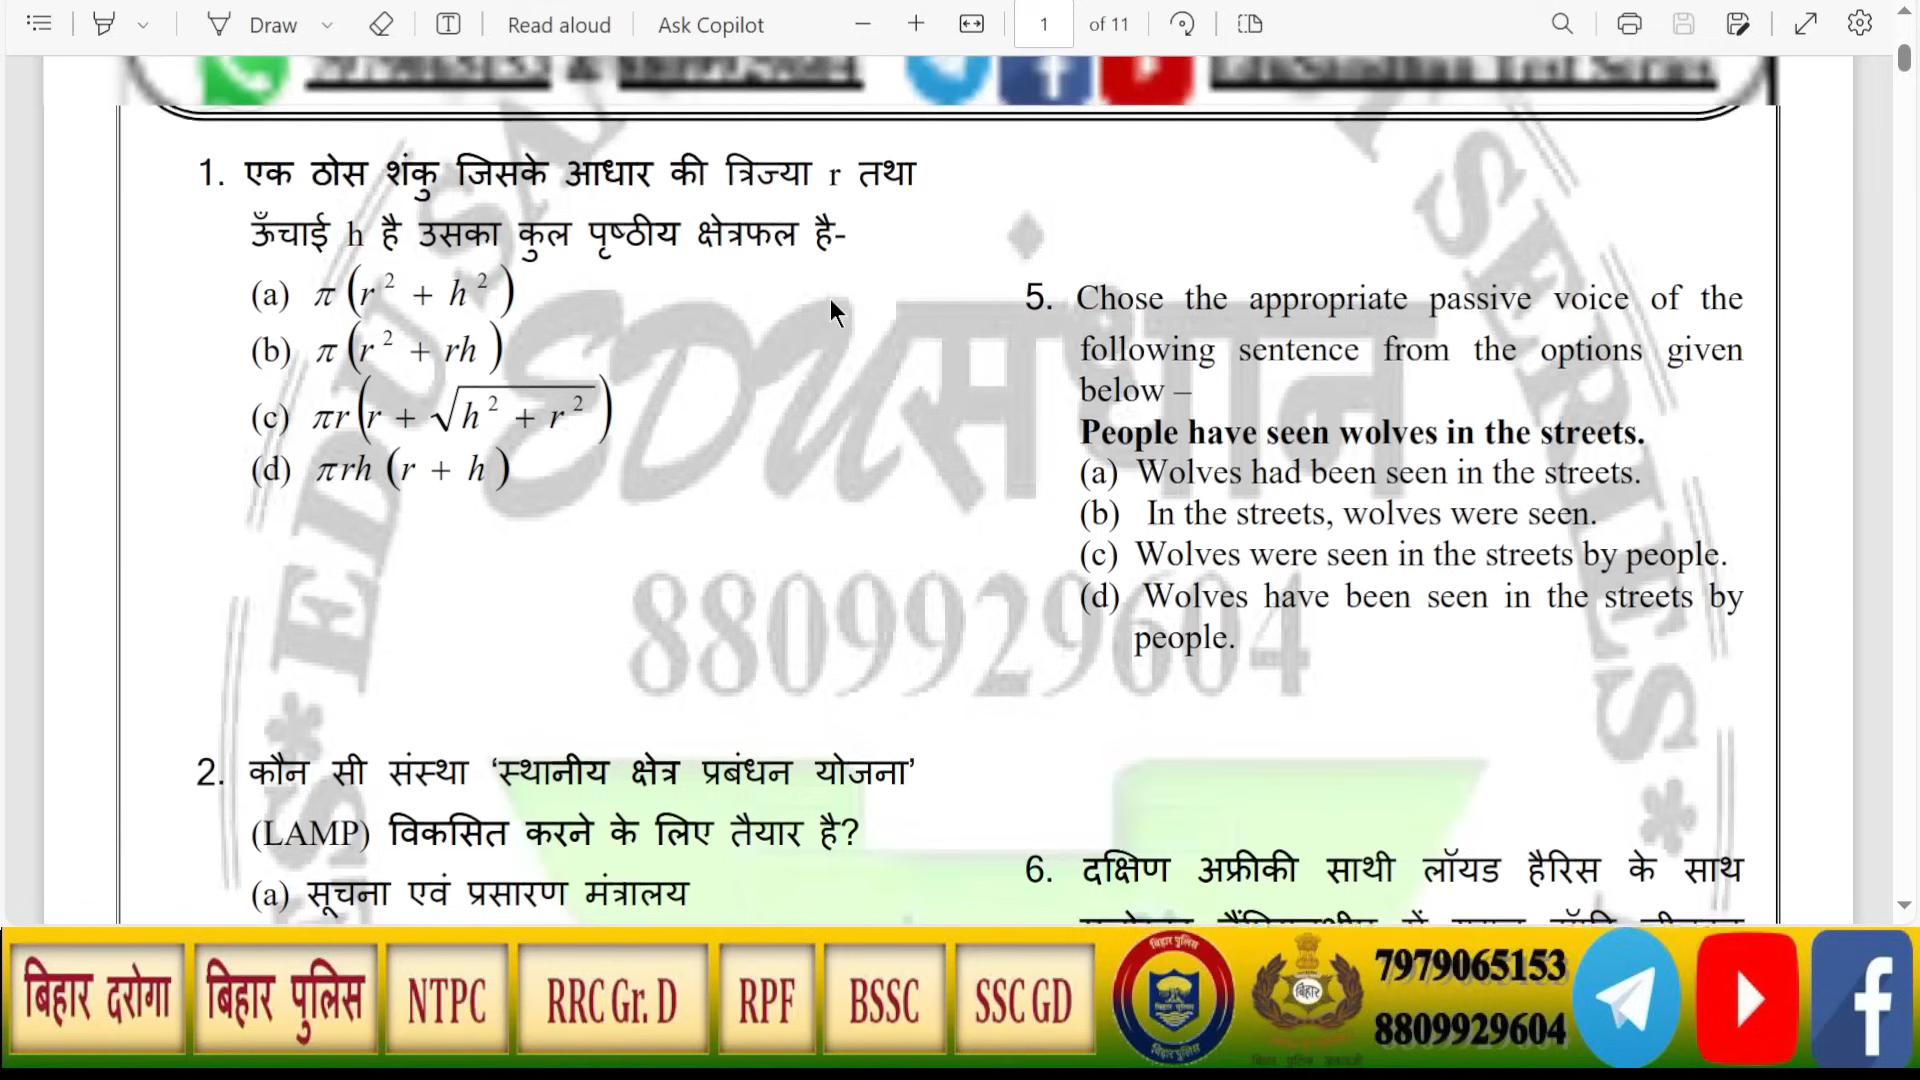 Draw
Read aloud
Ask Copilot
1
of 11
1. एक ठोस शंकु जिसके आधार की त्रिज्या r तथा
ऊँचाई h है उसका कुल पृष्ठीय क्षेत्रफल है-
(a) π(r² + h²)
(b) π(r² + rh)
(c) πr(r + √h² + r²)
(d) πrh (r + h)
2. कौन सी संस्था ‘स्थानीय क्षेत्र प्रबंधन योजना’
(LAMP) विकसित करने के लिए तैयार है?
(a) सूचना एवं प्रसारण मंत्रालय
5. Chose the appropriate passive voice of the
following sentence from the options given
below –
People have seen wolves in the streets.
(a) Wolves had been seen in the streets.
(b) In the streets, wolves were seen.
(c) Wolves were seen in the streets by people.
(d) Wolves have been seen in the streets by
people.
6. दक्षिण अफ्रीकी साथी लॉयड हैरिस के साथ
EDUसंधान
8809929604
बिहार दरोगा
बिहार पुलिस
NTPC
RRC Gr. D
RPF
BSSC
SSC GD
बिहार पुलिस
बिहार
7979065153
8809929604